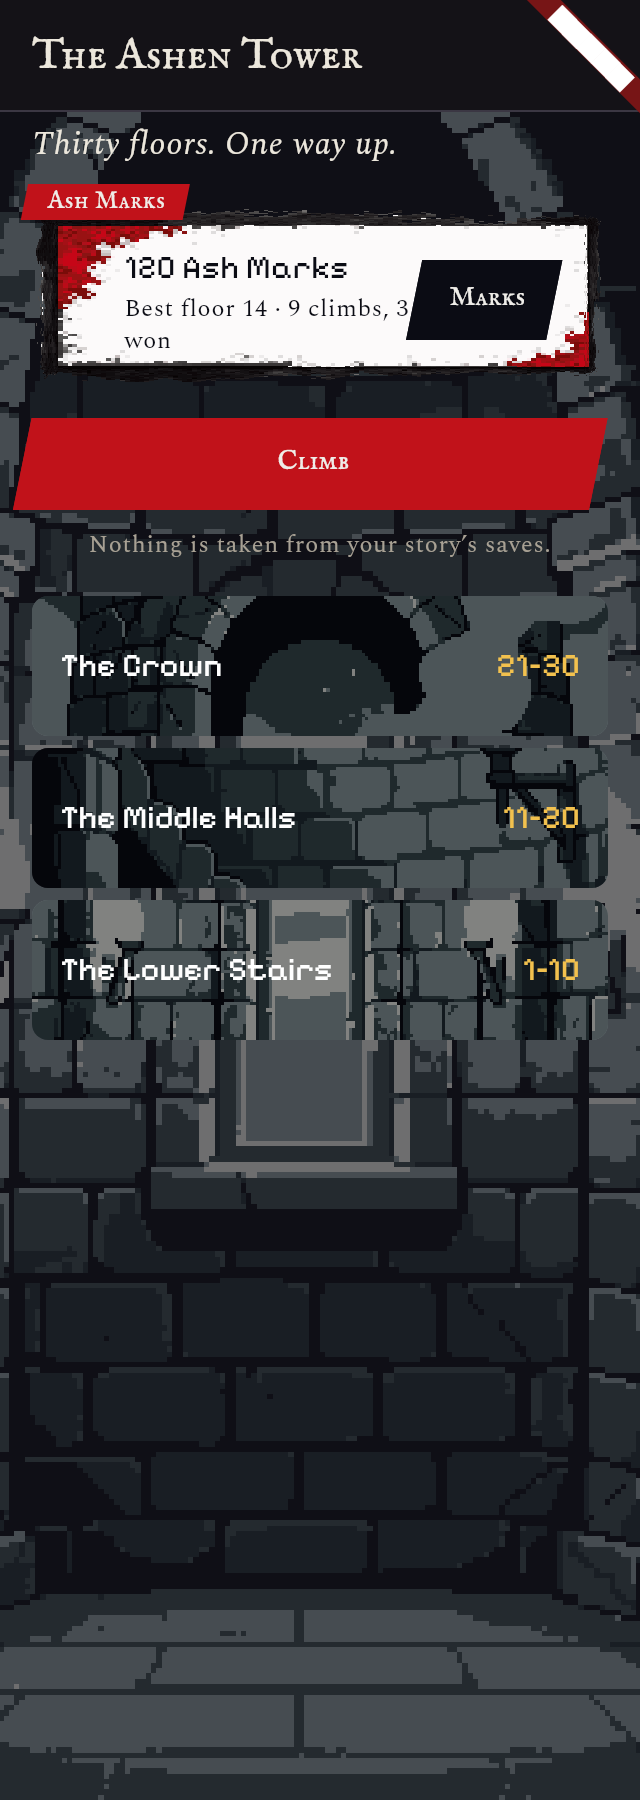 The Ashen Tower
Thirty floors. One way up.
Ash Marks
120 Ash Marks
Best floor 14 · 9 climbs, 3
won
Marks
Climb
Nothing is taken from your story's saves.
The Crown
21-30
The Middle Halls
11-20
The Lower Stairs
1-10